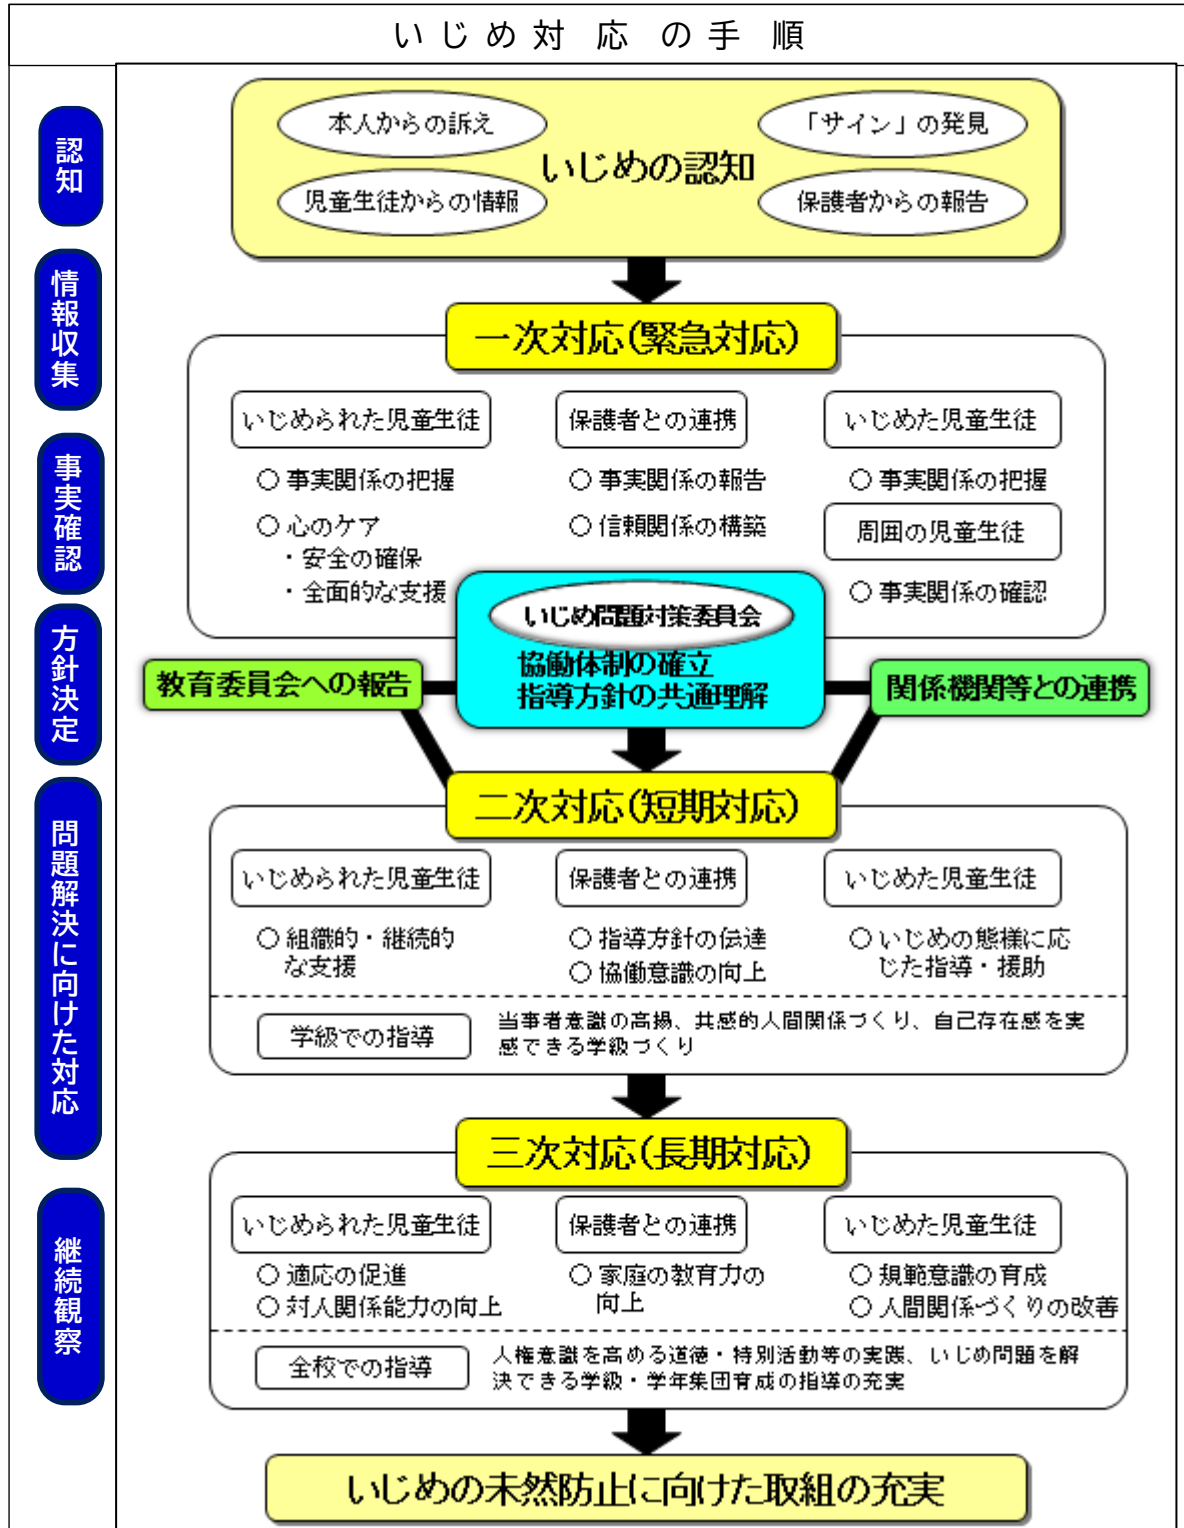 いじめ対応の手順
認知
本人からの訴え
「サイン」の発見
いじめの認知
児童生徒からの情報
保護者からの報告
情報収集
一次対応(緊急対応)
いじめられた児童生徒
保護者との連携
いじめた児童生徒
事実確認
○ 事実関係の把握
○ 事実関係の報告
○ 事実関係の把握
○ 心のケア
・安全の確保
・全面的な支援
○ 信頼関係の構築
周囲の児童生徒
○ 事実関係の確認
方針決定
いじめ問題対策委員会
協働体制の確立
指導方針の共通理解
教育委員会への報告
関係機関等との連携
問題解決に向けた対応
二次対応(短期対応)
いじめられた児童生徒
保護者との連携
いじめた児童生徒
○ 組織的・継続的
な支援
○ 指導方針の伝達
○ 協働意識の向上
○ いじめの態様に応
じた指導・援助
学級での指導
当事者意識の高揚、共感的人間関係づくり、自己存在感を実
感できる学級づくり
三次対応(長期対応)
継続観察
いじめられた児童生徒
保護者との連携
いじめた児童生徒
○ 適応の促進
○ 対人関係能力の向上
○ 家庭の教育力の
向上
○ 規範意識の育成
○ 人間関係づくりの改善
全校での指導
人権意識を高める道徳・特別活動等の実践、いじめ問題を解
決できる学級・学年集団育成の指導の充実
いじめの未然防止に向けた取組の充実